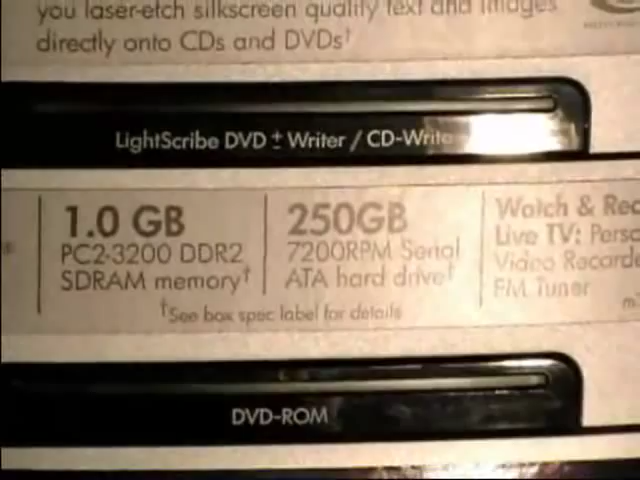 you laser-etch silkscreen quality text and images
directly onto CDs and DVDs†
LightScribe DVD ± Writer / CD-Write
1.0 GB
PC2-3200 DDR2
SDRAM memory†
250GB
7200RPM Serial
ATA hard drive†
Watch & Rec
Live TV: Perso
Video Recorde
FM Tuner
†See box spec label for details
DVD-ROM